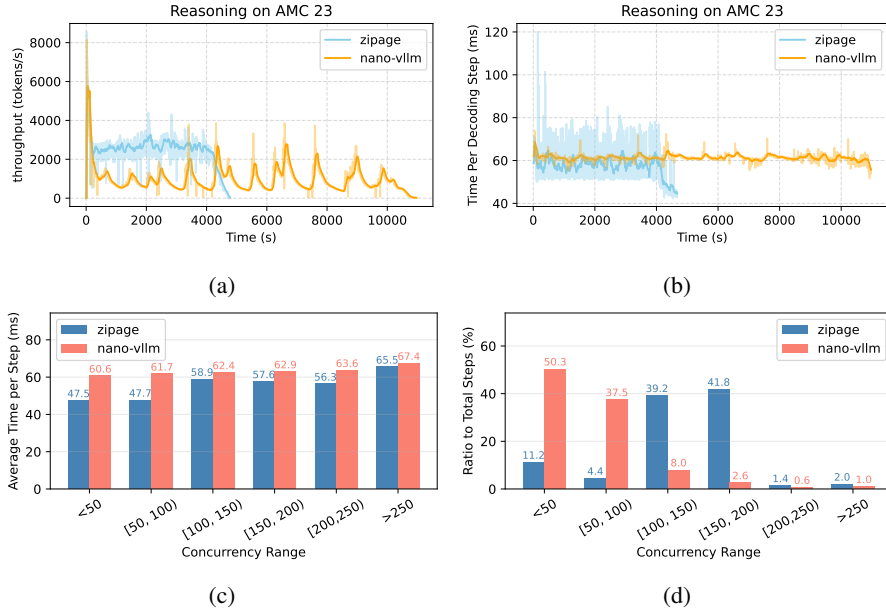 Reasoning on AMC 23
throughput (tokens/s)
8000
6000
4000
2000
0
0 2000 4000 6000 8000 10000
Time (s)
zipage
nano-vllm
(a)
Reasoning on AMC 23
Time Per Decoding Step (ms)
120
100
80
60
40
0 2000 4000 6000 8000 10000
Time (s)
zipage
nano-vllm
(b)
Average Time per Step (ms)
80
60
40
20
0
zipage
nano-vllm
47.5 60.6 47.7 61.7 58.9 62.4 57.6 62.9 56.3 63.6 65.5 67.4
<50 [50, 100) [100, 150) [150, 200) [200,250) >250
Concurrency Range
(c)
Ratio to Total Steps (%)
60
40
20
0
zipage
nano-vllm
11.2 50.3 4.4 37.5 39.2 8.0 41.8 2.6 1.4 0.6 2.0 1.0
<50 [50, 100) [100, 150) [150, 200) [200,250) >250
Concurrency Range
(d)